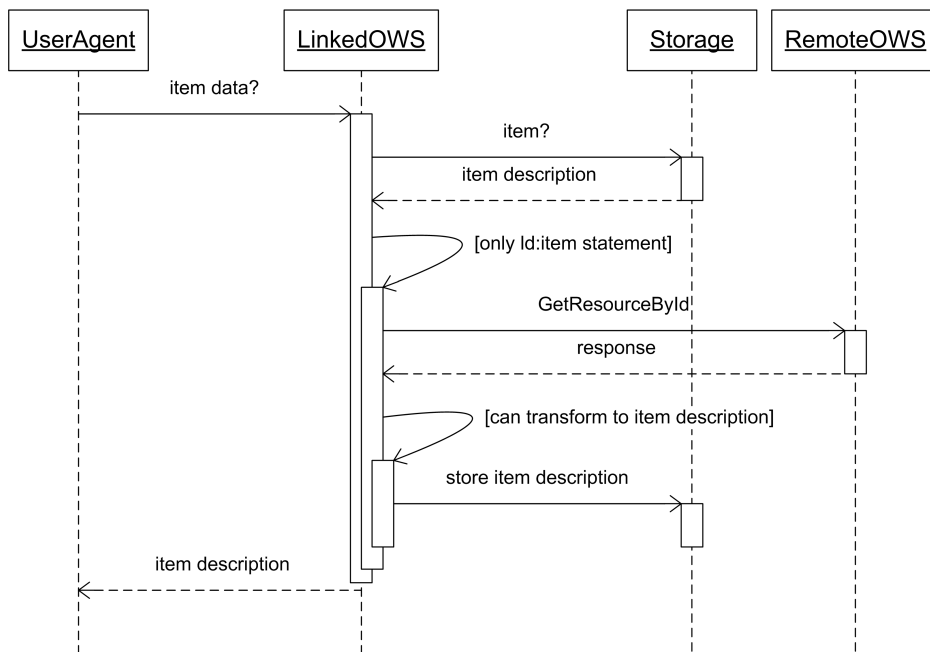 UserAgent
LinkedOWS
Storage
RemoteOWS
item data?
item?
item description
[only Id:item statement]
GetResourceById
response
[can transform to item description]
store item description
item description